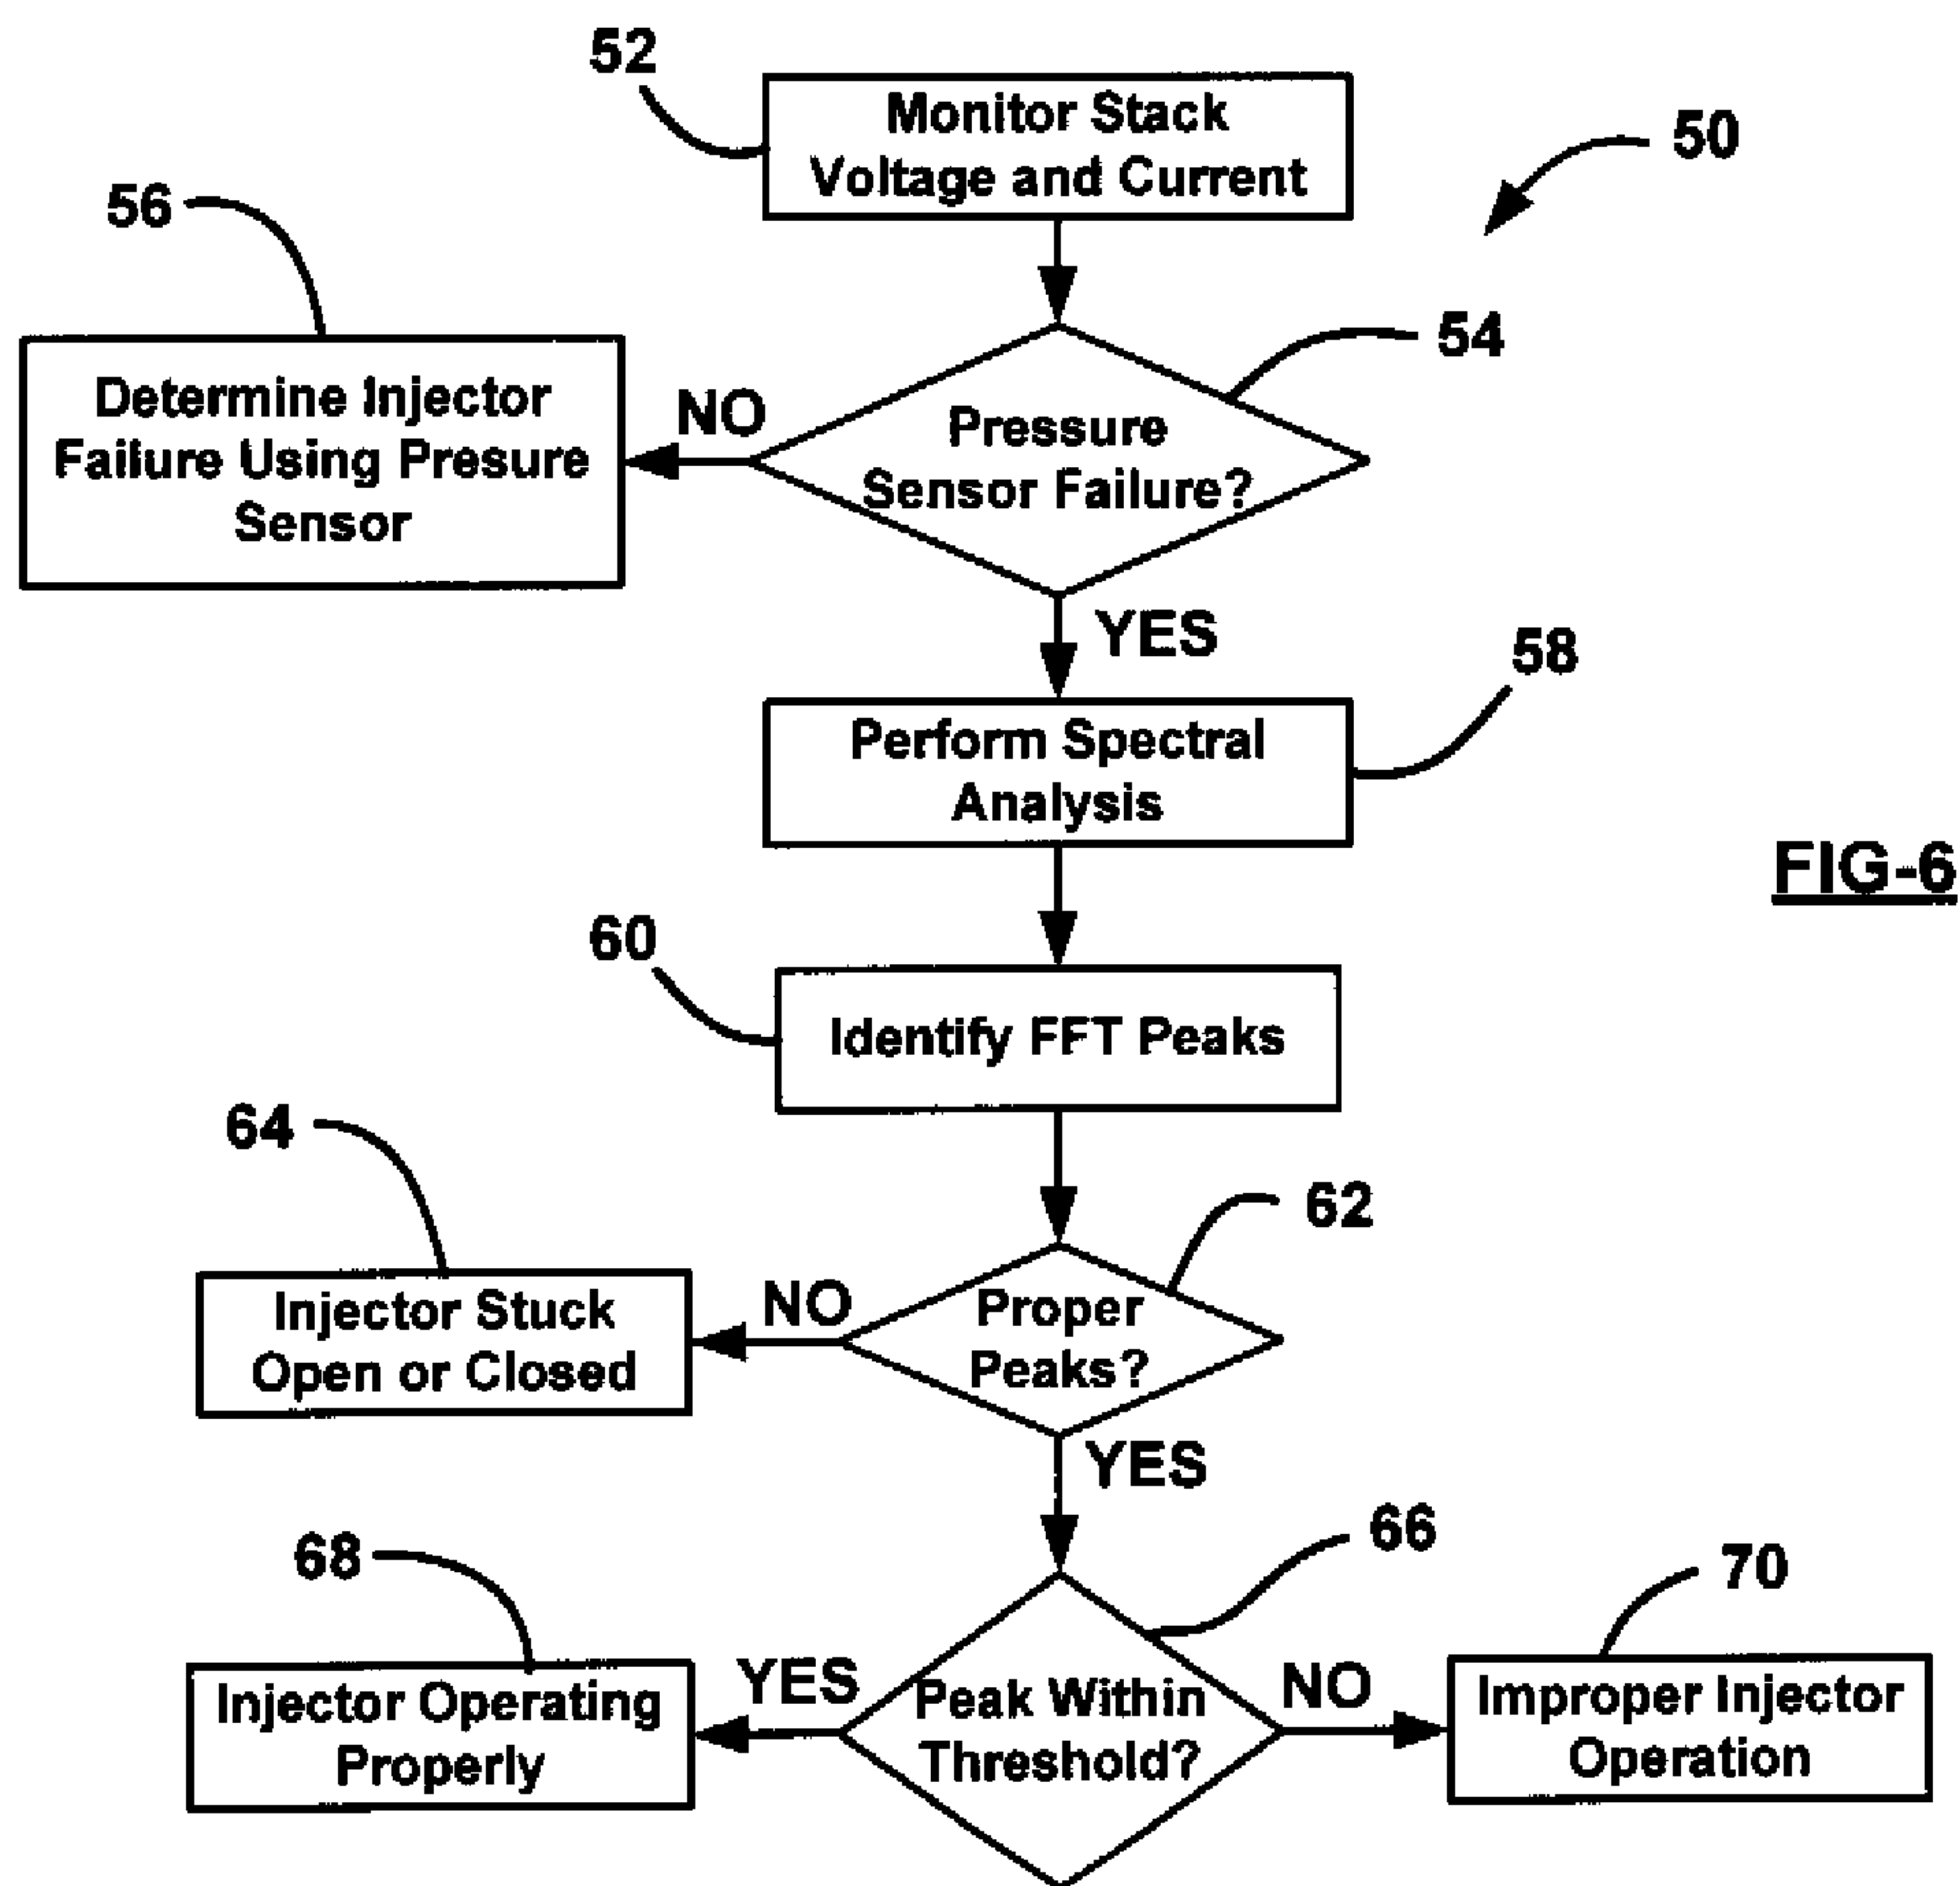 52
Monitor Stack
Voltage and Current
50
56
54
Determine Injector
Failure Using Presure
Sensor
NO
Pressure
Sensor Failure?
YES
58
Perform Spectral
Analysis
FIG-6
60
Identify FFT Peaks
64
62
Injector Stuck
Open or Closed
NO
Proper
Peaks?
YES
66
68
70
Injector Operating
Properly
YES
Peak Within
Threshold?
NO
Improper Injector
Operation